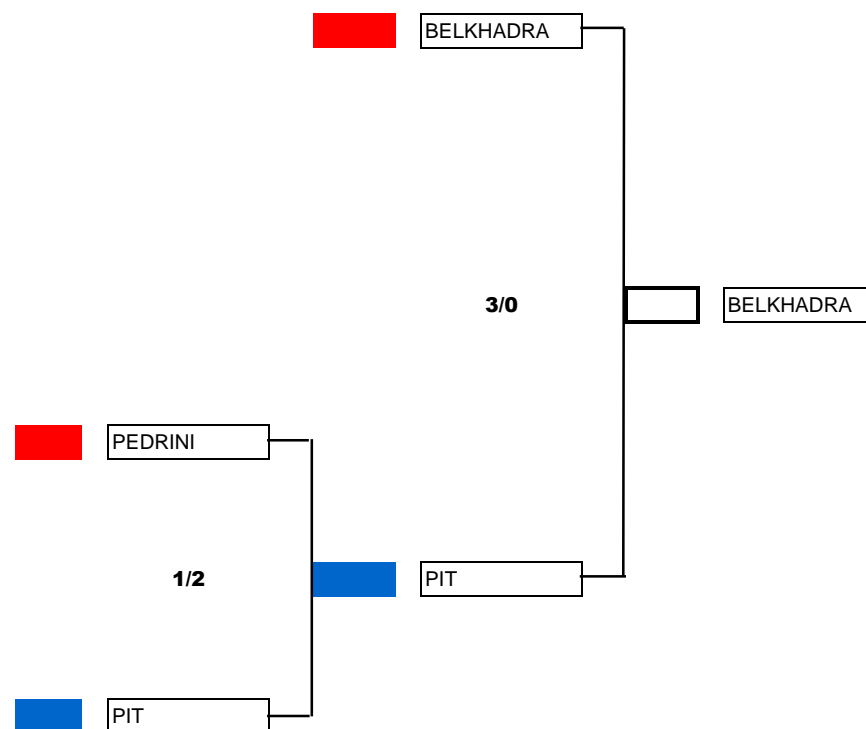 BELKHADRA
3/0
BELKHADRA
PEDRINI
1/2
PIT
PIT